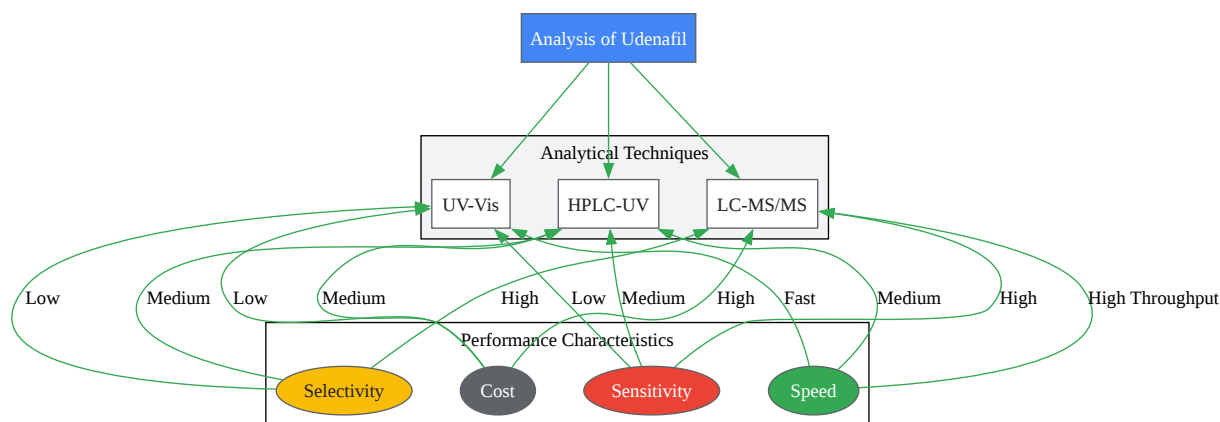 Analysis of Udenafil
Analytical Techniques
UV-Vis
HPLC-UV
LC-MS/MS
Low
Medium
Low
Medium
High
Low
Medium
High
Fast
Medium
High
High Throughput
Performance Characteristics
Selectivity
Cost
Sensitivity
Speed